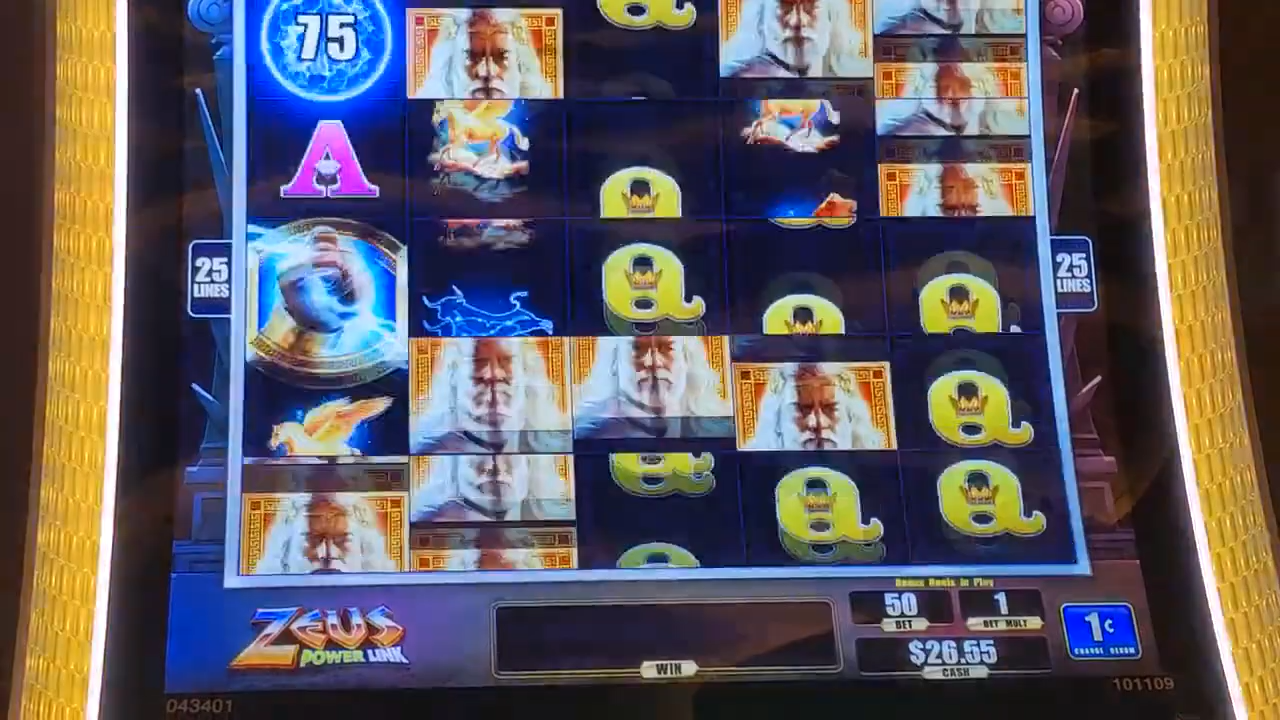 75
A
25
LINES
25
LINES
Bonus Reels in Play
50
BET
1
BET MULT
ZEUS
POWER LINK
WIN
$26.55
CASH
1¢
CHANGE DENOM
043401
101109